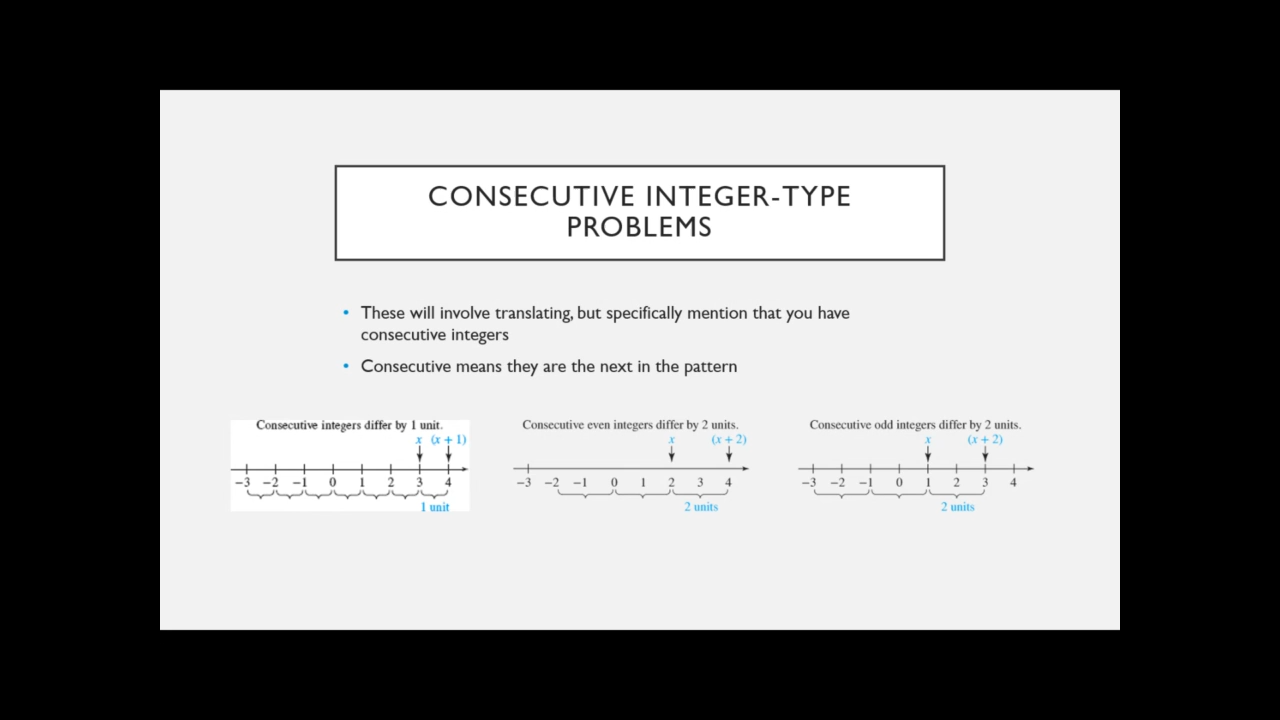 CONSECUTIVE INTEGER-TYPE
PROBLEMS
• These will involve translating, but specifically mention that you have
consecutive integers
• Consecutive means they are the next in the pattern
Consecutive integers differ by 1 unit.
x (x + 1)
−3 −2 −1 0 1 2 3 4
1 unit
Consecutive even integers differ by 2 units.
x (x + 2)
−3 −2 −1 0 1 2 3 4
2 units
Consecutive odd integers differ by 2 units.
x (x + 2)
−3 −2 −1 0 1 2 3 4
2 units